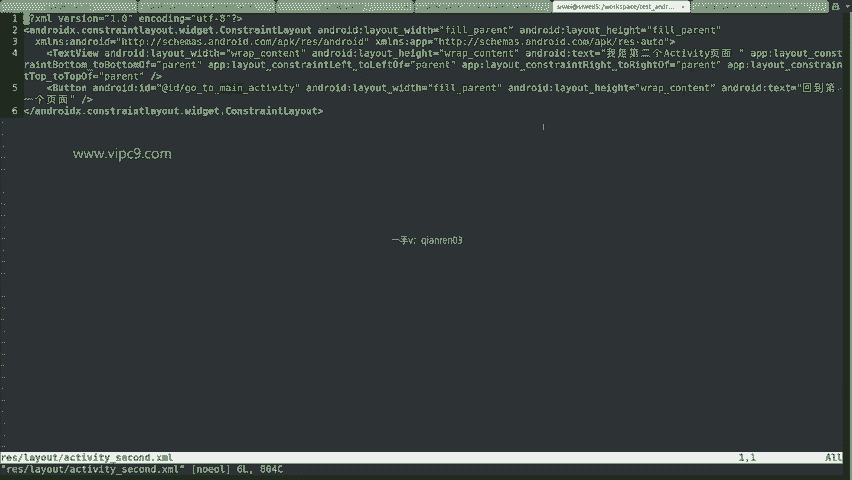 siwei@siweei5:/workspace/test_andr...
1 <?xml version="1.0" encoding="utf-8"?>
2 <androidx.constraintlayout.widget.ConstraintLayout android:layout_width="fill_parent" android:layout_height="fill_parent"
3 xmlns:android="http://schemas.android.com/apk/res/android" xmlns:app="http://schemas.android.com/apk/res-auto">
4 <TextView android:layout_width="wrap_content" android:layout_height="wrap_content" android:text="我是第二个Activity页面 " app:layout_const
raintBottom_toBottomOf="parent" app:layout_constraintLeft_toLeftOf="parent" app:layout_constraintRight_toRightOf="parent" app:layout_constrain
tTop_toTopOf="parent" />
5 <Button android:id="@id/go_to_main_activity" android:layout_width="fill_parent" android:layout_height="wrap_content" android:text="回到第
一个页面" />
6 </androidx.constraintlayout.widget.ConstraintLayout>
www.vipc9.com
一手v：qianren03
res/layout/activity_second.xml 1,1 All
"res/layout/activity_second.xml" [noeol] 6L, 804C